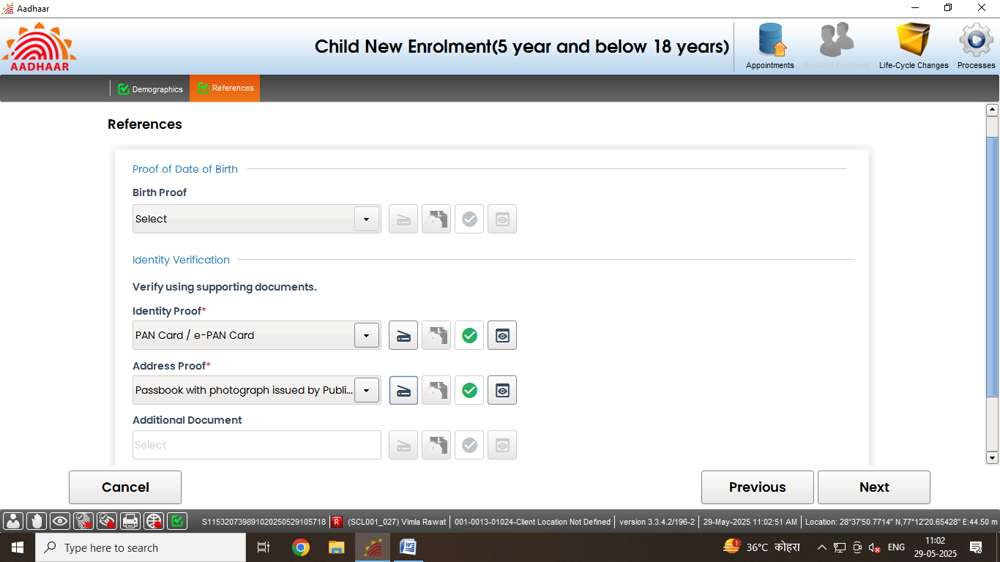 Aadhaar
AADHAAR
Child New Enrolment(5 year and below 18 years)
Appointments
Resident Enrolment
Life-Cycle Changes
Processes
Demographics
References
References
Proof of Date of Birth
Birth Proof
Select
Identity Verification
Verify using supporting documents.
Identity Proof*
PAN Card / e-PAN Card
Address Proof*
Passbook with photograph issued by Publi...
Additional Document
Select
Cancel
Previous
Next
S115320739891020250529105718
R
(SCL001_027) Vimla Rawat
001-0013-01024-Client Location Not Defined
version 3.3.4.2/196-2
29-May-2025 11:02:51 AM
Location: 28°37'50.7714" N,77°12'20.65428" E:44.50 m
Type here to search
36°C कोहरा
ENG
11:02
29-05-2025